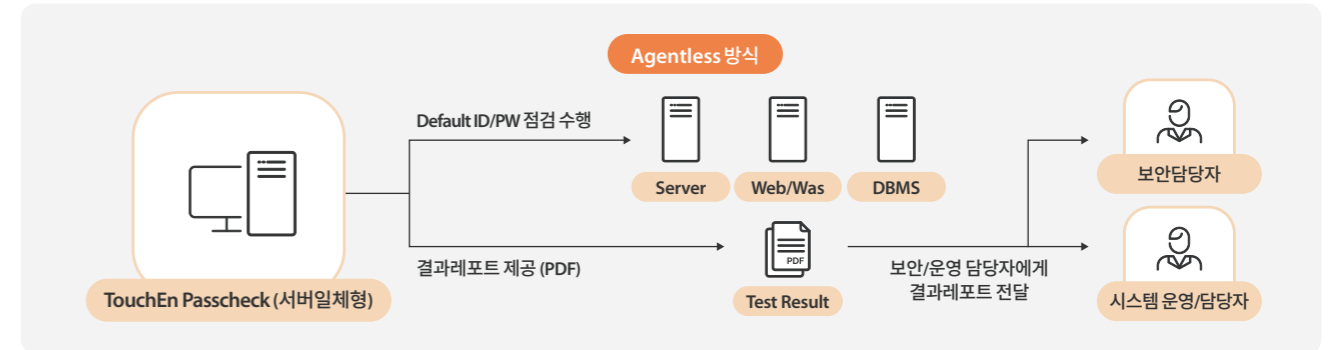 Agentless 방식
Default ID/PW 점검 수행
Server
Web/Was
DBMS
보안담당자
결과레포트 제공 (PDF)
PDF
보안/운영 담당자에게
결과레포트 전달
TouchEn Passcheck (서버일체형)
Test Result
시스템 운영/담당자